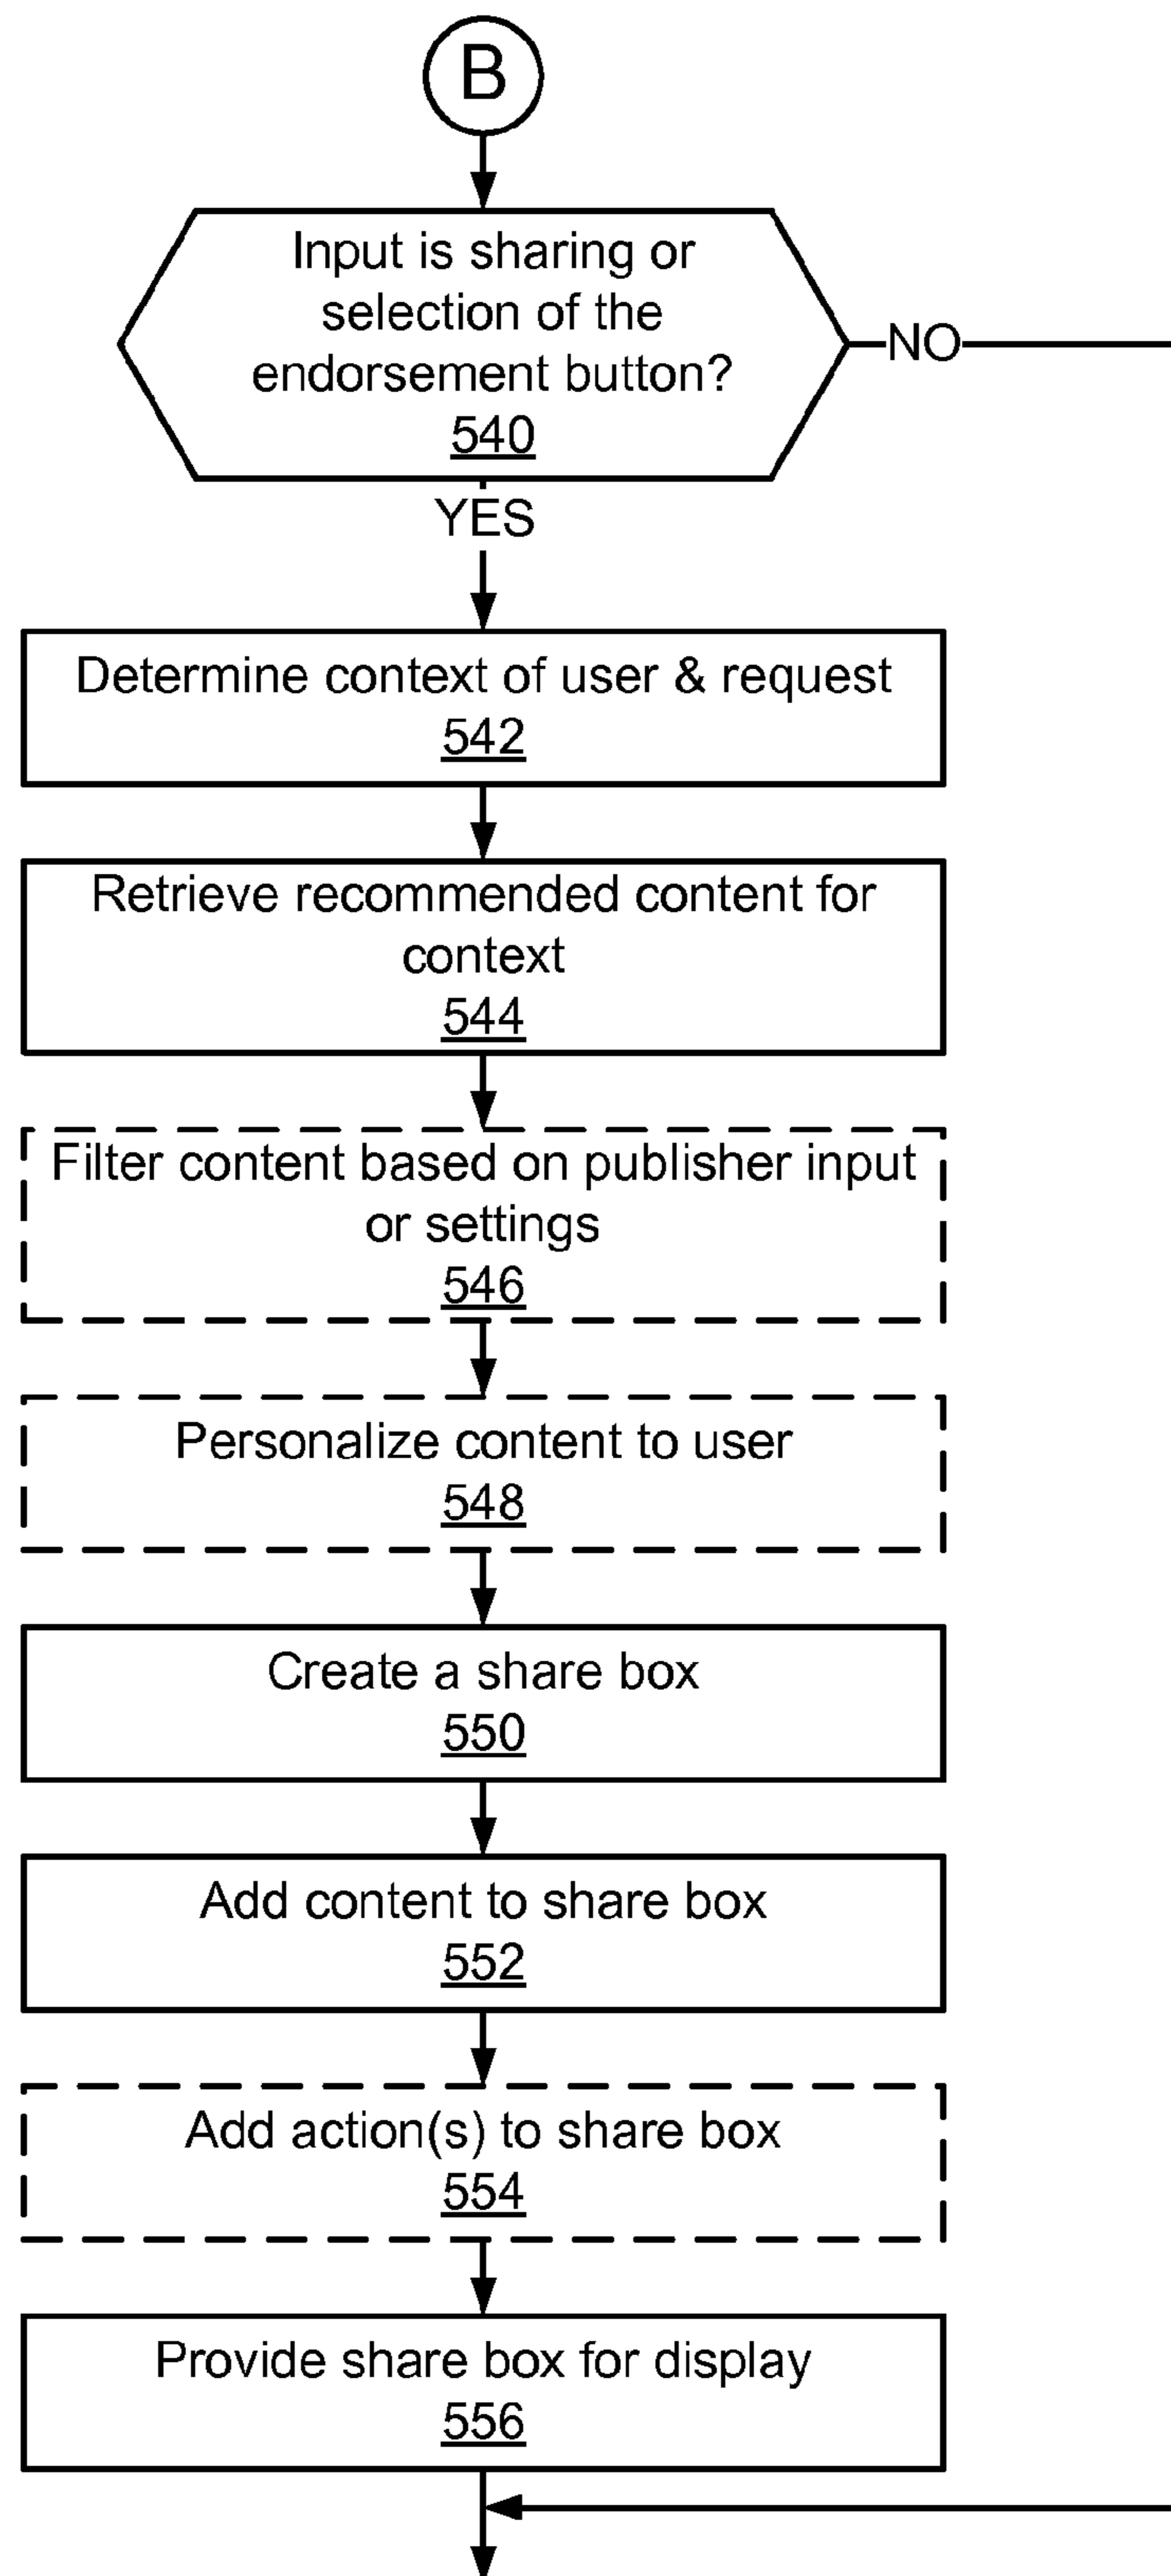 B
Input is sharing or
selection of the
endorsement button?
540
NO
YES
Determine context of user & request
542
Retrieve recommended content for
context
544
Filter content based on publisher input
or settings
546
Personalize content to user
548
Create a share box
550
Add content to share box
552
Add action(s) to share box
554
Provide share box for display
556